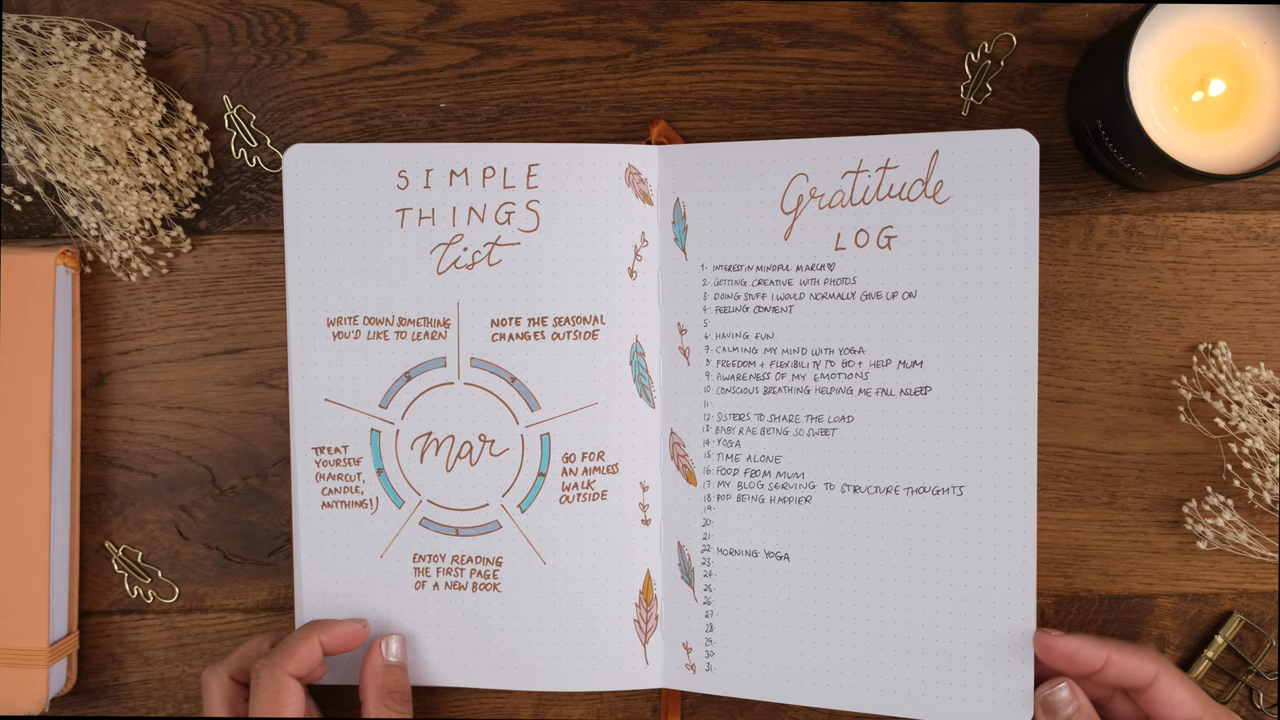 SIMPLE
THINGS
list
WRITE DOWN SOMETHING
YOU'D LIKE TO LEARN
NOTE THE SEASONAL
CHANGES OUTSIDE
mar
TREAT
YOURSELF
(HAIRCUT,
CANDLE,
ANYTHING!)
GO FOR
AN AIMLESS
WALK
OUTSIDE
ENJOY READING
THE FIRST PAGE
OF A NEW BOOK
Gratitude
LOG
1. INTEREST IN MINDFUL MARCH♡
2. GETTING CREATIVE WITH PHOTOS
3. DOING STUFF I WOULD NORMALLY GIVE UP ON
4. FEELING CONTENT
5.
6. HAVING FUN
7. CALMING MY MIND WITH YOGA
8. FREEDOM + FLEXIBILITY TO GO + HELP MUM
9. AWARENESS OF MY EMOTIONS
10. CONSCIOUS BREATHING HELPING ME FALL ASLEEP
11.
12. SISTERS TO SHARE THE LOAD
13. BABY RAE BEING SO SWEET
14. YOGA
15. TIME ALONE
16. FOOD FROM MUM
17. MY BLOG SERVING TO STRUCTURE THOUGHTS
18. POP BEING HAPPIER
19.
20.
21.
22. MORNING YOGA
23.
24.
25.
26.
27.
28.
29.
30.
31.